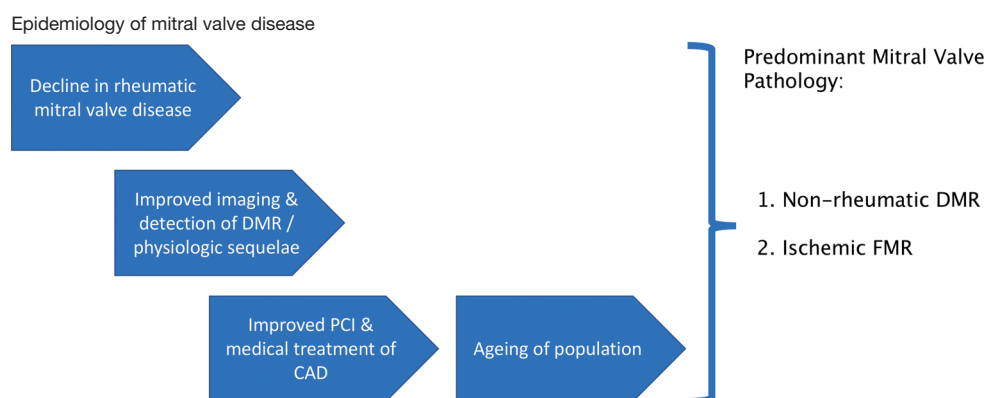 Epidemiology of mitral valve disease
Decline in rheumatic
mitral valve disease
Improved imaging &
detection of DMR /
physiologic sequelae
Improved PCI &
medical treatment of
CAD
Ageing of population
Predominant Mitral Valve
Pathology:
1. Non-rheumatic DMR
2. Ischemic FMR